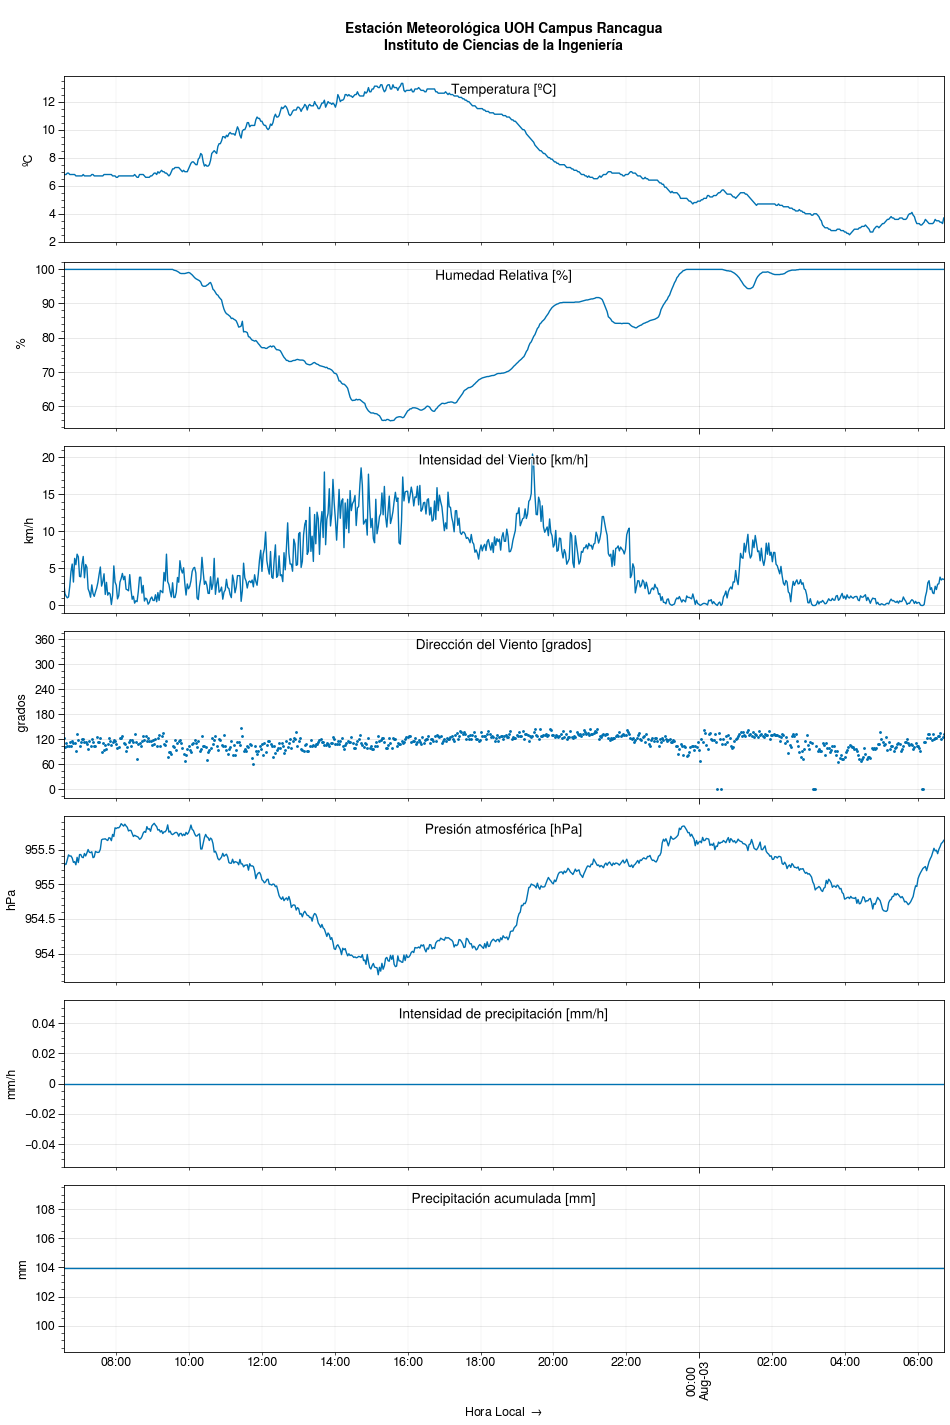 Estación Meteorológica UOH Campus Rancagua
Instituto de Ciencias de la Ingeniería
Temperatura [ºC]
ºC
12
10
8
6
4
2
Humedad Relativa [%]
%
100
90
80
70
60
Intensidad del Viento [km/h]
km/h
20
15
10
5
0
Dirección del Viento [grados]
grados
360
300
240
180
120
60
0
Presión atmosférica [hPa]
hPa
955.5
955
954.5
954
Intensidad de precipitación [mm/h]
mm/h
0.04
0.02
0
−0.02
−0.04
Precipitación acumulada [mm]
mm
108
106
104
102
100
08:00 10:00 12:00 14:00 16:00 18:00 20:00 22:00 00:00 02:00 04:00 06:00
Aug-03
Hora Local →